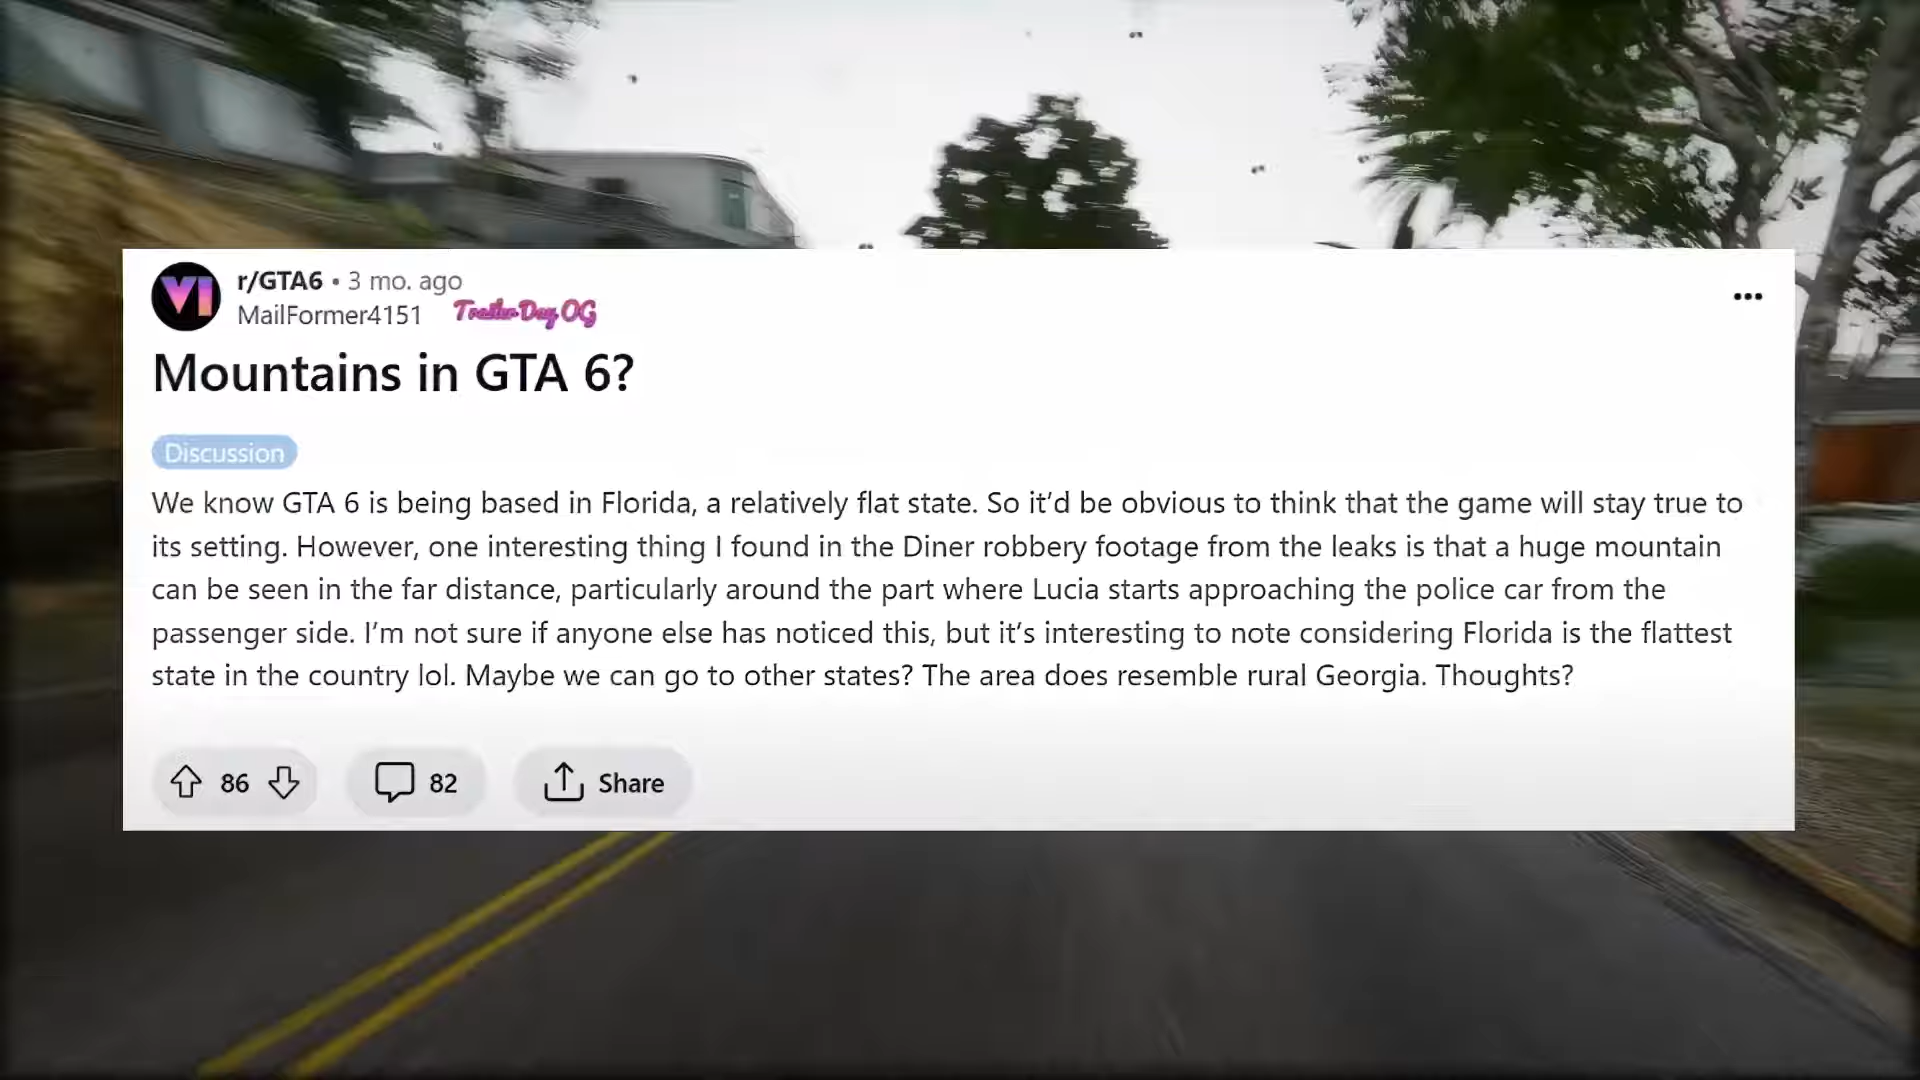 VI
r/GTA6 • 3 mo. ago
MailFormer4151 Trailer Day OG
Mountains in GTA 6?
Discussion
We know GTA 6 is being based in Florida, a relatively flat state. So it’d be obvious to think that the game will stay true to
its setting. However, one interesting thing I found in the Diner robbery footage from the leaks is that a huge mountain
can be seen in the far distance, particularly around the part where Lucia starts approaching the police car from the
passenger side. I’m not sure if anyone else has noticed this, but it’s interesting to note considering Florida is the flattest
state in the country lol. Maybe we can go to other states? The area does resemble rural Georgia. Thoughts?
86 82 Share